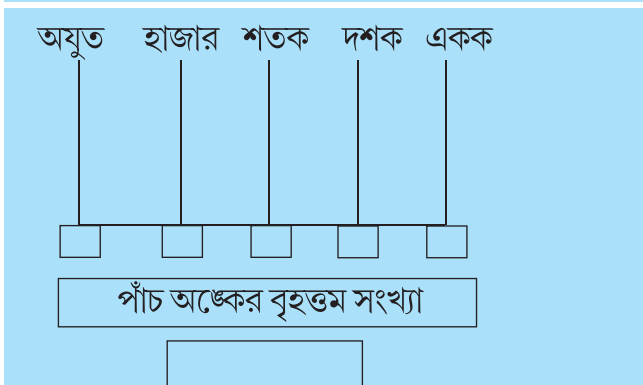 অযুত হাজার শতক দশক একক
পাঁচ অঙ্কের বৃহত্তম সংখ্যা